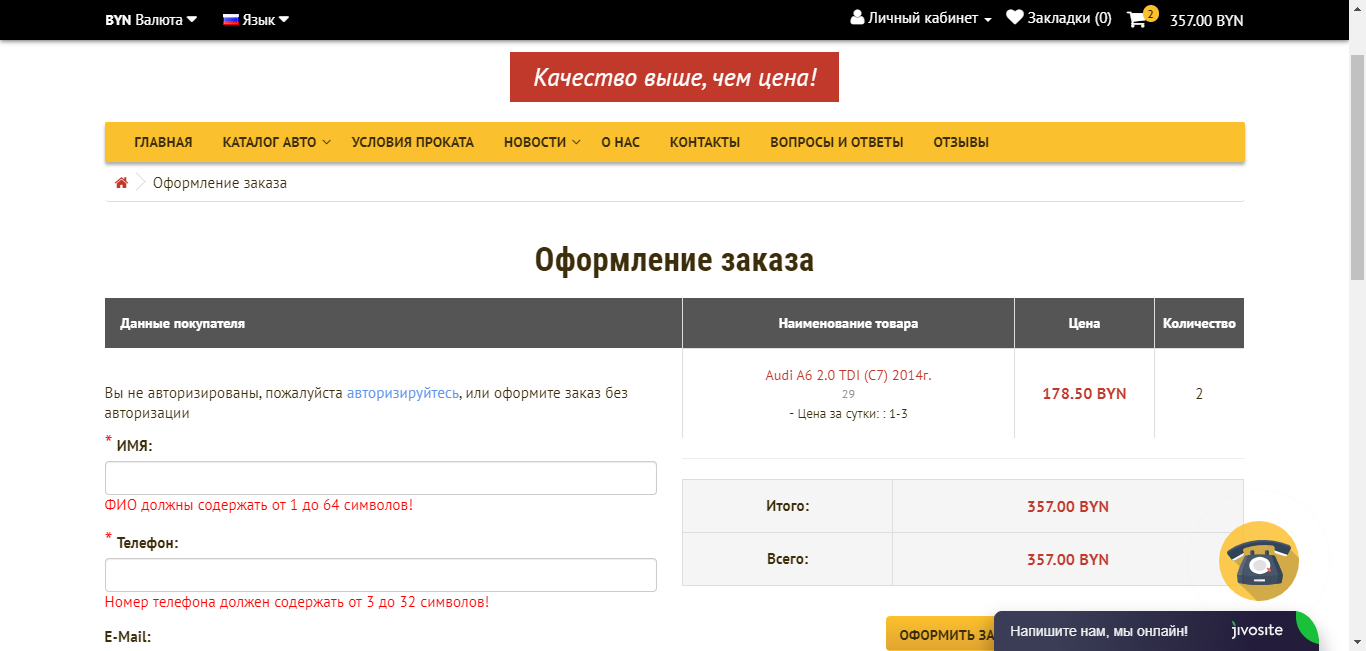 BYN Валюта
Язык
Личный кабинет
Закладки (0)
2
357.00 BYN
Качество выше, чем цена!
ГЛАВНАЯ
КАТАЛОГ АВТО
УСЛОВИЯ ПРОКАТА
НОВОСТИ
О НАС
КОНТАКТЫ
ВОПРОСЫ И ОТВЕТЫ
ОТЗЫВЫ
Оформление заказа
Оформление заказа
Данные покупателя
Наименование товара
Цена
Количество
Вы не авторизированы, пожалуйста авторизируйтесь, или оформите заказ без
авторизации
* ИМЯ:
ФИО должны содержать от 1 до 64 символов!
* Телефон:
Номер телефона должен содержать от 3 до 32 символов!
E-Mail:
Audi A6 2.0 TDI (C7) 2014г.
29
- Цена за сутки: : 1-3
178.50 BYN
2
Итого:
357.00 BYN
Всего:
357.00 BYN
ОФОРМИТЬ ЗА
Напишите нам, мы онлайн!
jivosite